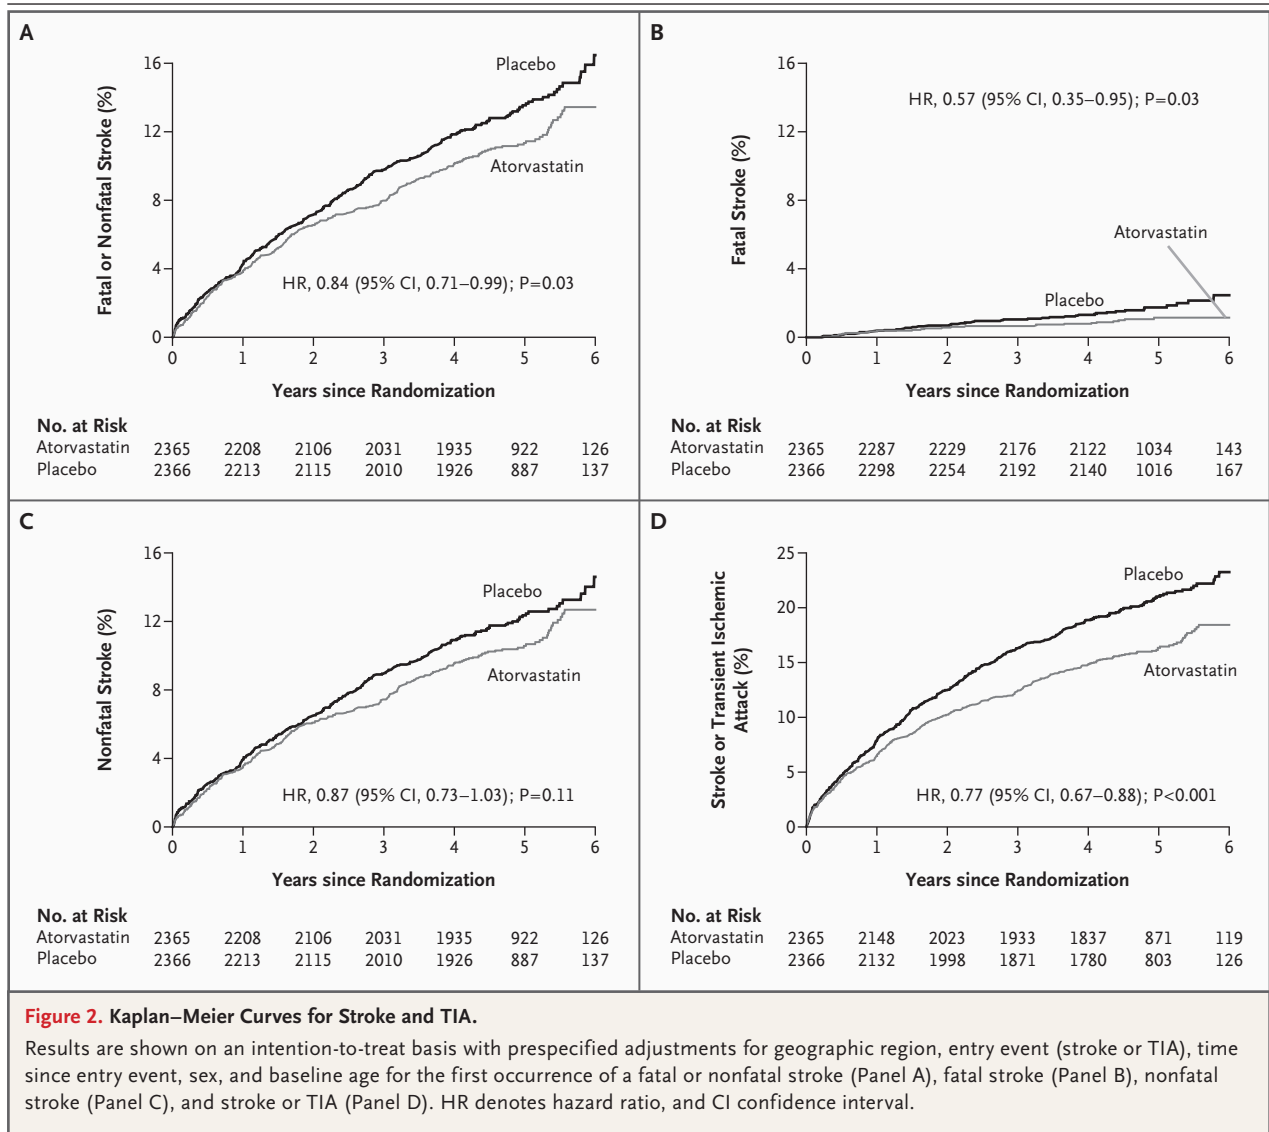 A
Fatal or Nonfatal Stroke (%)
16
12
8
4
0
Placebo
Atorvastatin
HR, 0.84 (95% CI, 0.71–0.99); P=0.03
0 1 2 3 4 5 6
Years since Randomization
No. at Risk
Atorvastatin 2365 2208 2106 2031 1935 922 126
Placebo 2366 2213 2115 2010 1926 887 137
B
Fatal Stroke (%)
16
12
8
4
0
HR, 0.57 (95% CI, 0.35–0.95); P=0.03
Atorvastatin
Placebo
0 1 2 3 4 5 6
Years since Randomization
No. at Risk
Atorvastatin 2365 2287 2229 2176 2122 1034 143
Placebo 2366 2298 2254 2192 2140 1016 167
C
Nonfatal Stroke (%)
16
12
8
4
0
Placebo
Atorvastatin
HR, 0.87 (95% CI, 0.73–1.03); P=0.11
0 1 2 3 4 5 6
Years since Randomization
No. at Risk
Atorvastatin 2365 2208 2106 2031 1935 922 126
Placebo 2366 2213 2115 2010 1926 887 137
D
Stroke or Transient Ischemic
Attack (%)
25
20
15
10
5
0
Placebo
Atorvastatin
HR, 0.77 (95% CI, 0.67–0.88); P<0.001
0 1 2 3 4 5 6
Years since Randomization
No. at Risk
Atorvastatin 2365 2148 2023 1933 1837 871 119
Placebo 2366 2132 1998 1871 1780 803 126
Figure 2. Kaplan–Meier Curves for Stroke and TIA.
Results are shown on an intention-to-treat basis with prespecified adjustments for geographic region, entry event (stroke or TIA), time
since entry event, sex, and baseline age for the first occurrence of a fatal or nonfatal stroke (Panel A), fatal stroke (Panel B), nonfatal
stroke (Panel C), and stroke or TIA (Panel D). HR denotes hazard ratio, and CI confidence interval.